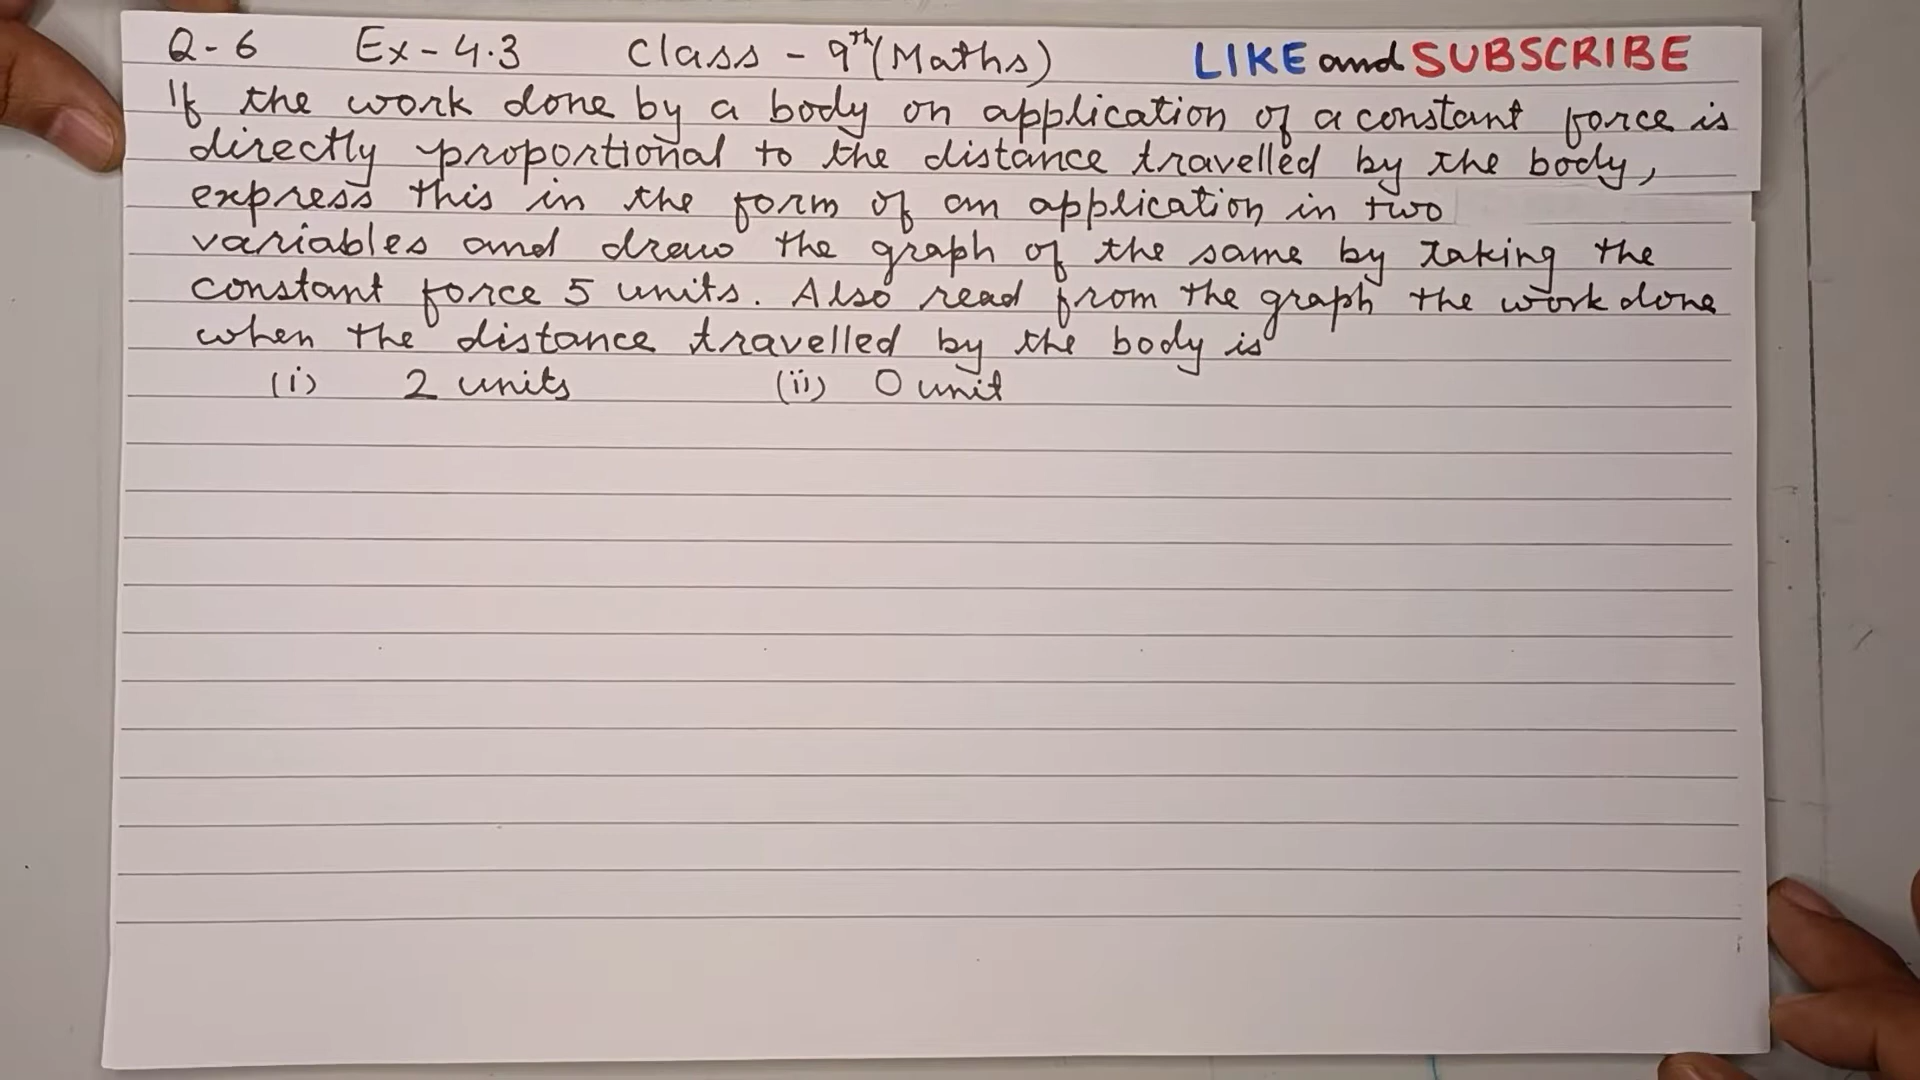 Q-6 Ex-4.3 Class - 9th (Maths) LIKE and SUBSCRIBE
If the work done by a body on application of a constant force is
directly proportional to the distance travelled by the body,
express this in the form of an application in two
variables and draw the graph of the same by taking the
constant force 5 units. Also read from the graph the work done
when the distance travelled by the body is
(i) 2 units (ii) 0 unit